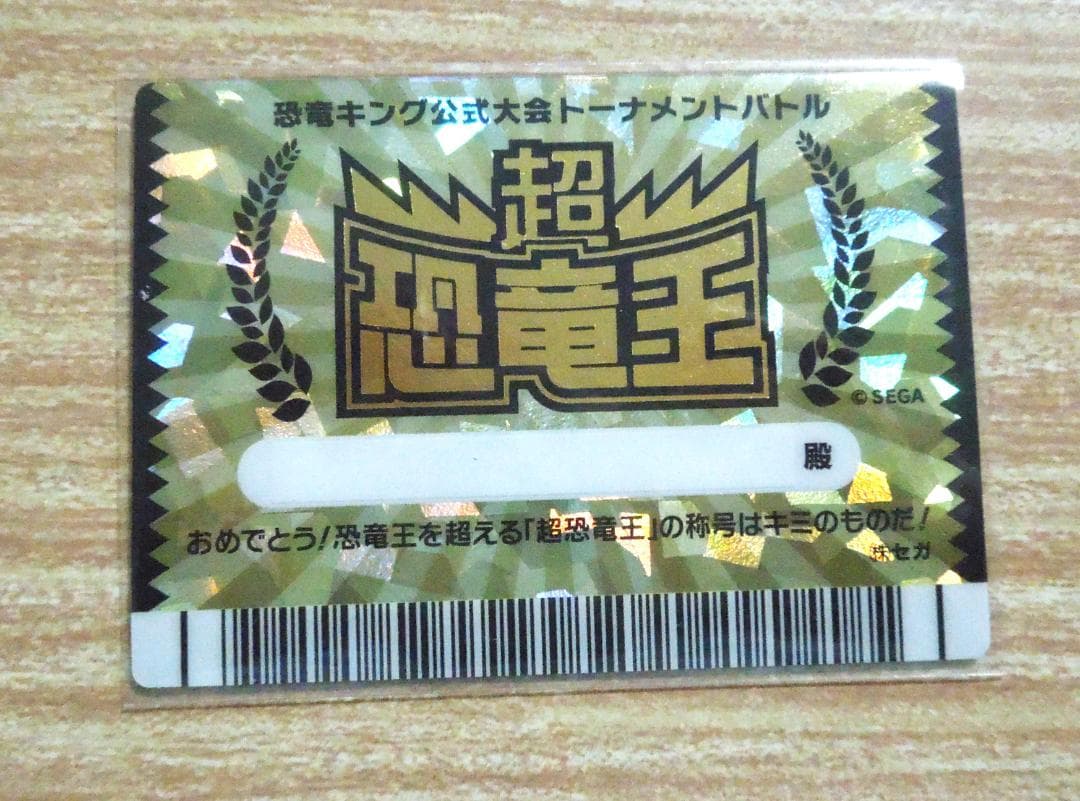 恐竜キング公式大会トーナメントバトル
超
恐竜王
©SEGA
殿
おめでとう!恐竜王を超える「超恐竜王」の称号はキミのものだ!
㈱セガ